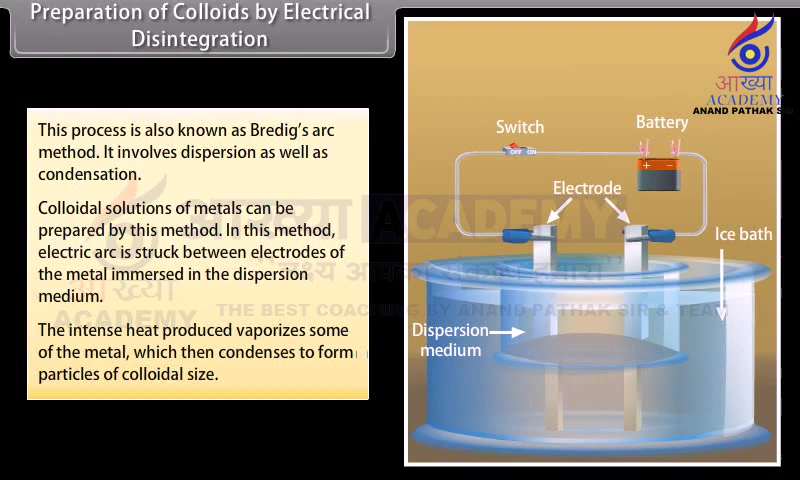 Preparation of Colloids by Electrical
Disintegration
आख्या
ACADEMY
ANAND PATHAK SIR
This process is also known as Bredig's arc
method. It involves dispersion as well as
condensation.
Colloidal solutions of metals can be
prepared by this method. In this method,
electric arc is struck between electrodes of
the metal immersed in the dispersion
medium.
The intense heat produced vaporizes some
of the metal, which then condenses to form
particles of colloidal size.
Switch
Battery
OFF ON
+ −
Electrode
Ice bath
Dispersion
medium
आख्या ACADEMY
THE BEST COACHING BY ANAND PATHAK SIR & TEAM
आख्या
ACADEMY